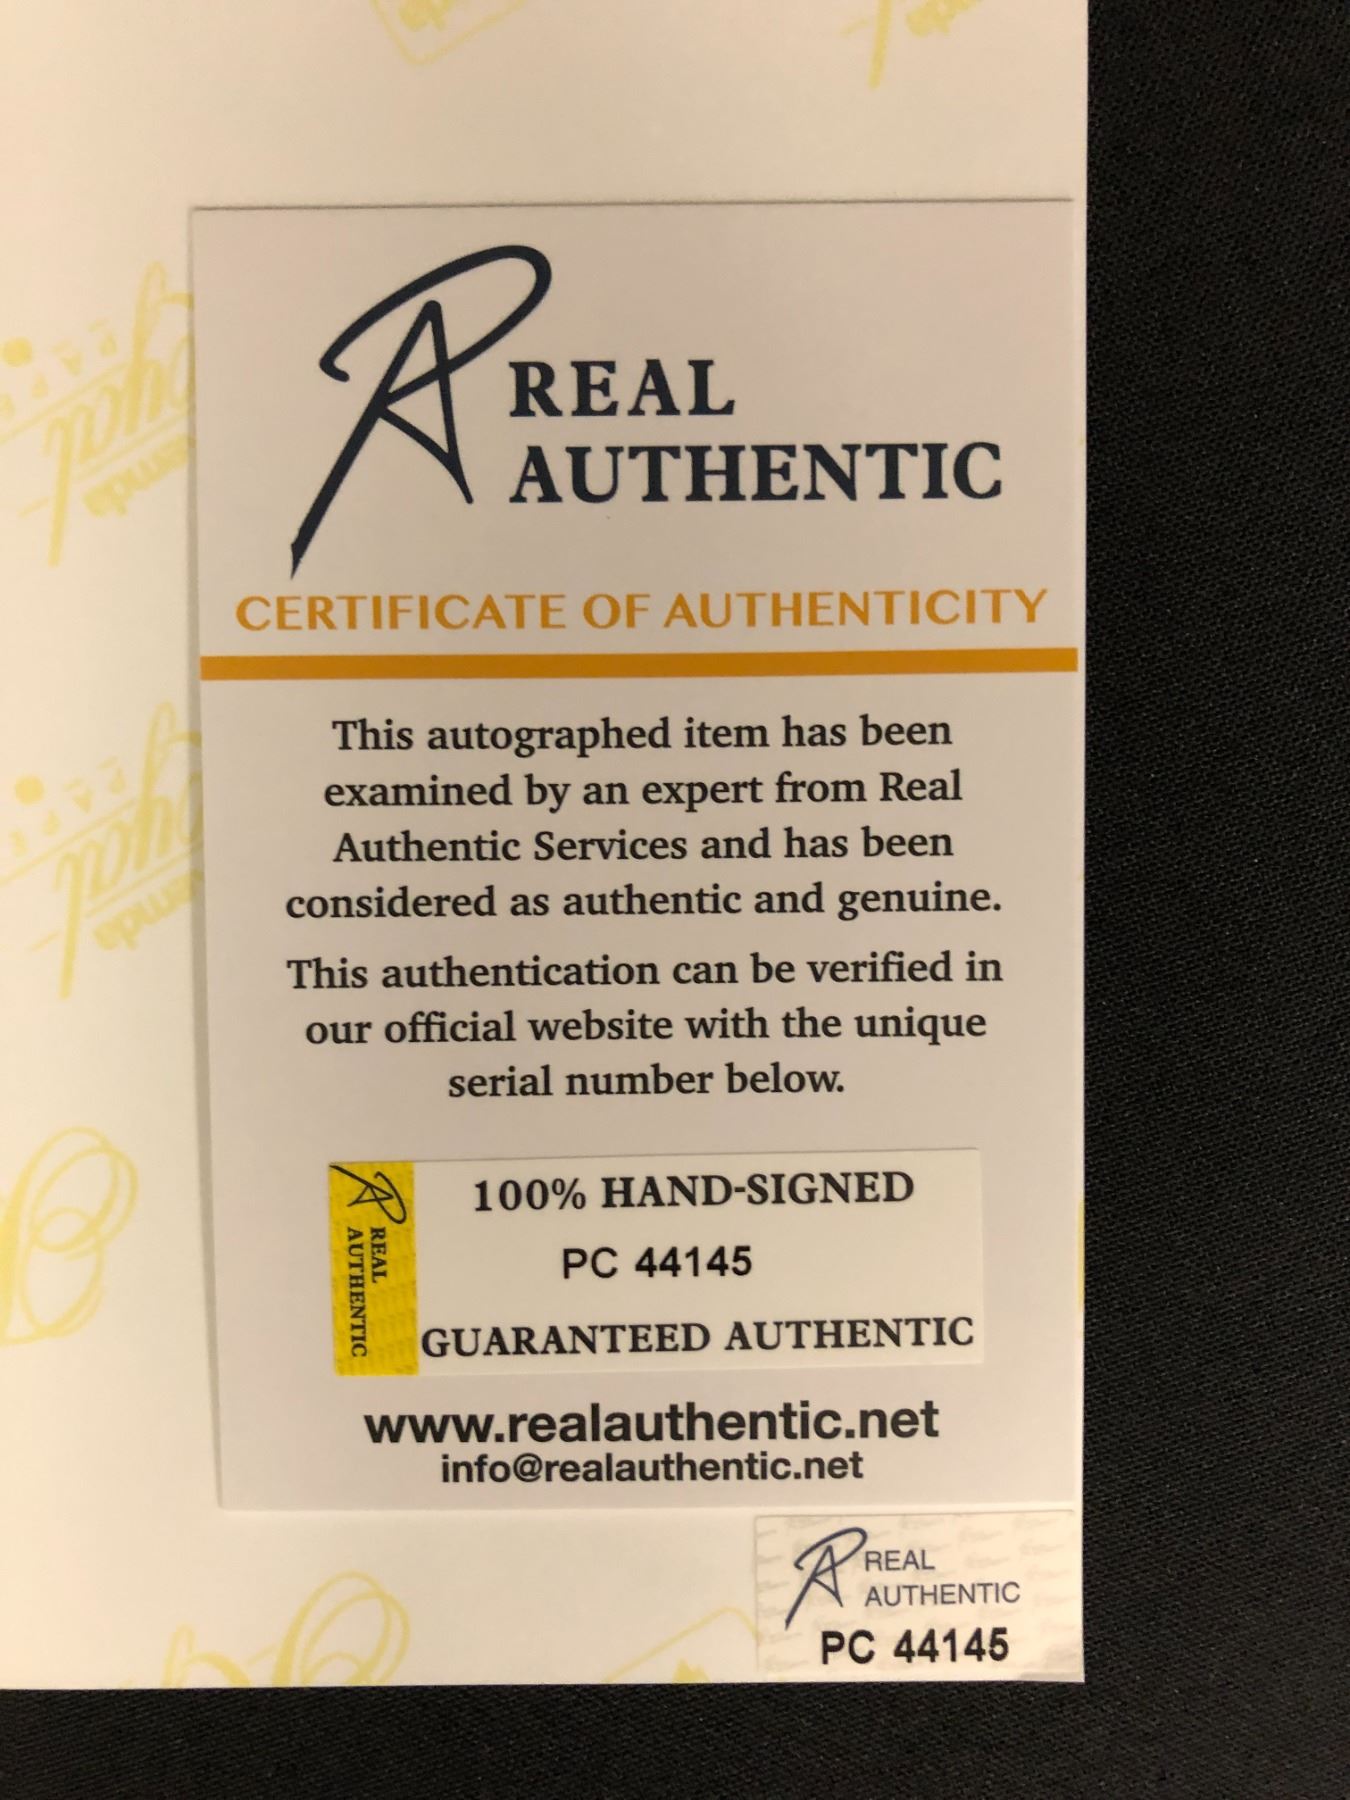 REAL
AUTHENTIC
CERTIFICATE OF AUTHENTICITY
This autographed item has been
examined by an expert from Real
Authentic Services and has been
considered as authentic and genuine.
This authentication can be verified in
our official website with the unique
serial number below.
REAL
AUTHENTIC
100% HAND-SIGNED
PC 44145
GUARANTEED AUTHENTIC
www.realauthentic.net
info@realauthentic.net
REAL
AUTHENTIC
PC 44145